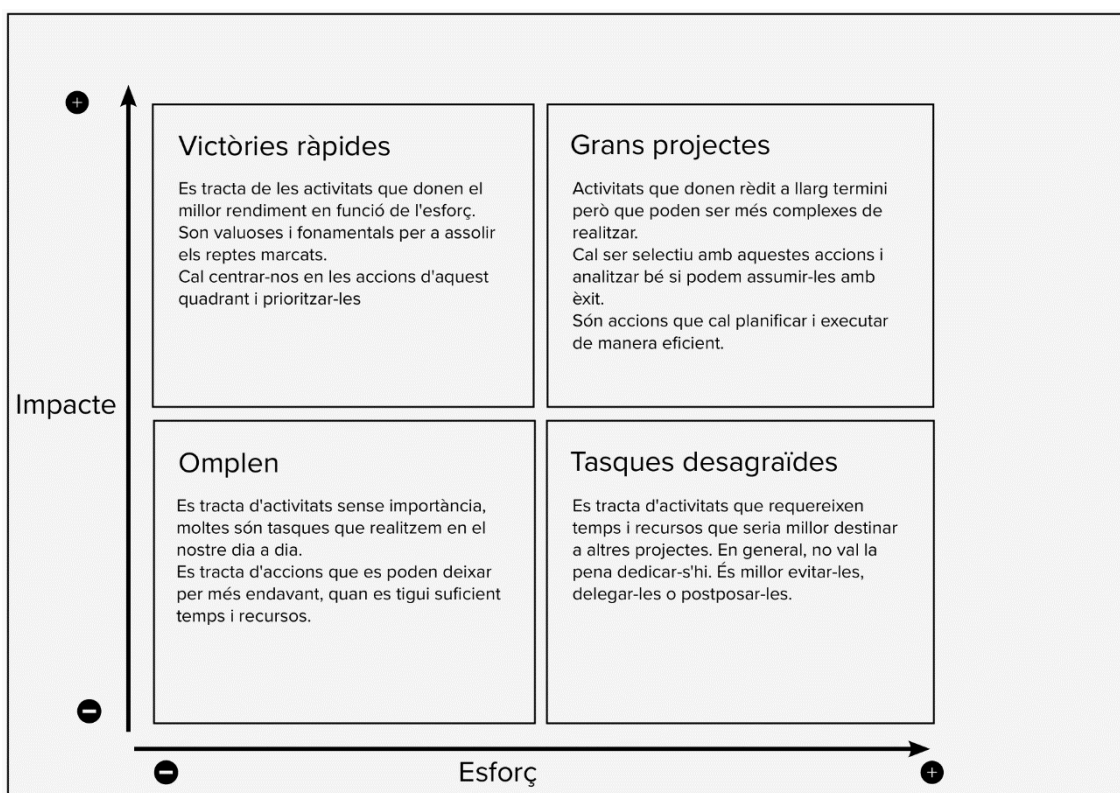 Victòries ràpides
Es tracta de les activitats que donen el
millor rendiment en funció de l'esforç.
Son valuoses i fonamentals per a assolir
els reptes marcats.
Cal centrar-nos en les accions d'aquest
quadrant i prioritzar-les
Grans projectes
Activitats que donen rèdit a llarg termini
però que poden ser més complexes de
realitzar.
Cal ser selectiu amb aquestes accions i
analitzar bé si podem assumir-les amb
èxit.
Són accions que cal planificar i executar
de manera eficient.
Impacte
Omplen
Es tracta d'activitats sense importància,
moltes són tasques que realitzem en el
nostre dia a dia.
Es tracta d'accions que es poden deixar
per més endavant, quan es tigui suficient
temps i recursos.
Tasques desagraïdes
Es tracta d'activitats que requereixen
temps i recursos que seria millor destinar
a altres projectes. En general, no val la
pena dedicar-s'hi. És millor evitar-les,
delegar-les o postposar-les.
Esforç